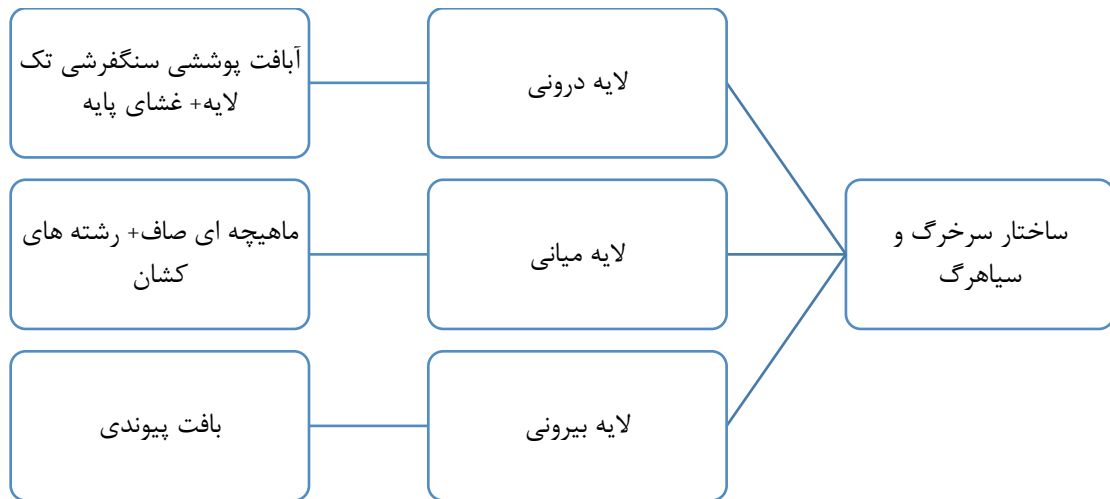 ساختار سرخرگ و
سیاهرگ
لایه درونی
آبافت پوششی سنگفرشی تک
لایه+ غشای پایه
لایه میانی
ماهیچه ای صاف+ رشته های
کشان
لایه بیرونی
بافت پیوندی